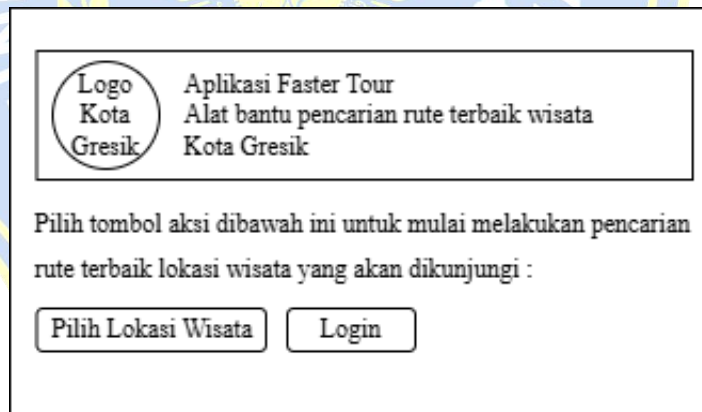 Logo
Kota
Gresik
Aplikasi Faster Tour
Alat bantu pencarian rute terbaik wisata
Kota Gresik
Pilih tombol aksi dibawah ini untuk mulai melakukan pencarian
rute terbaik lokasi wisata yang akan dikunjungi :
Pilih Lokasi Wisata
Login